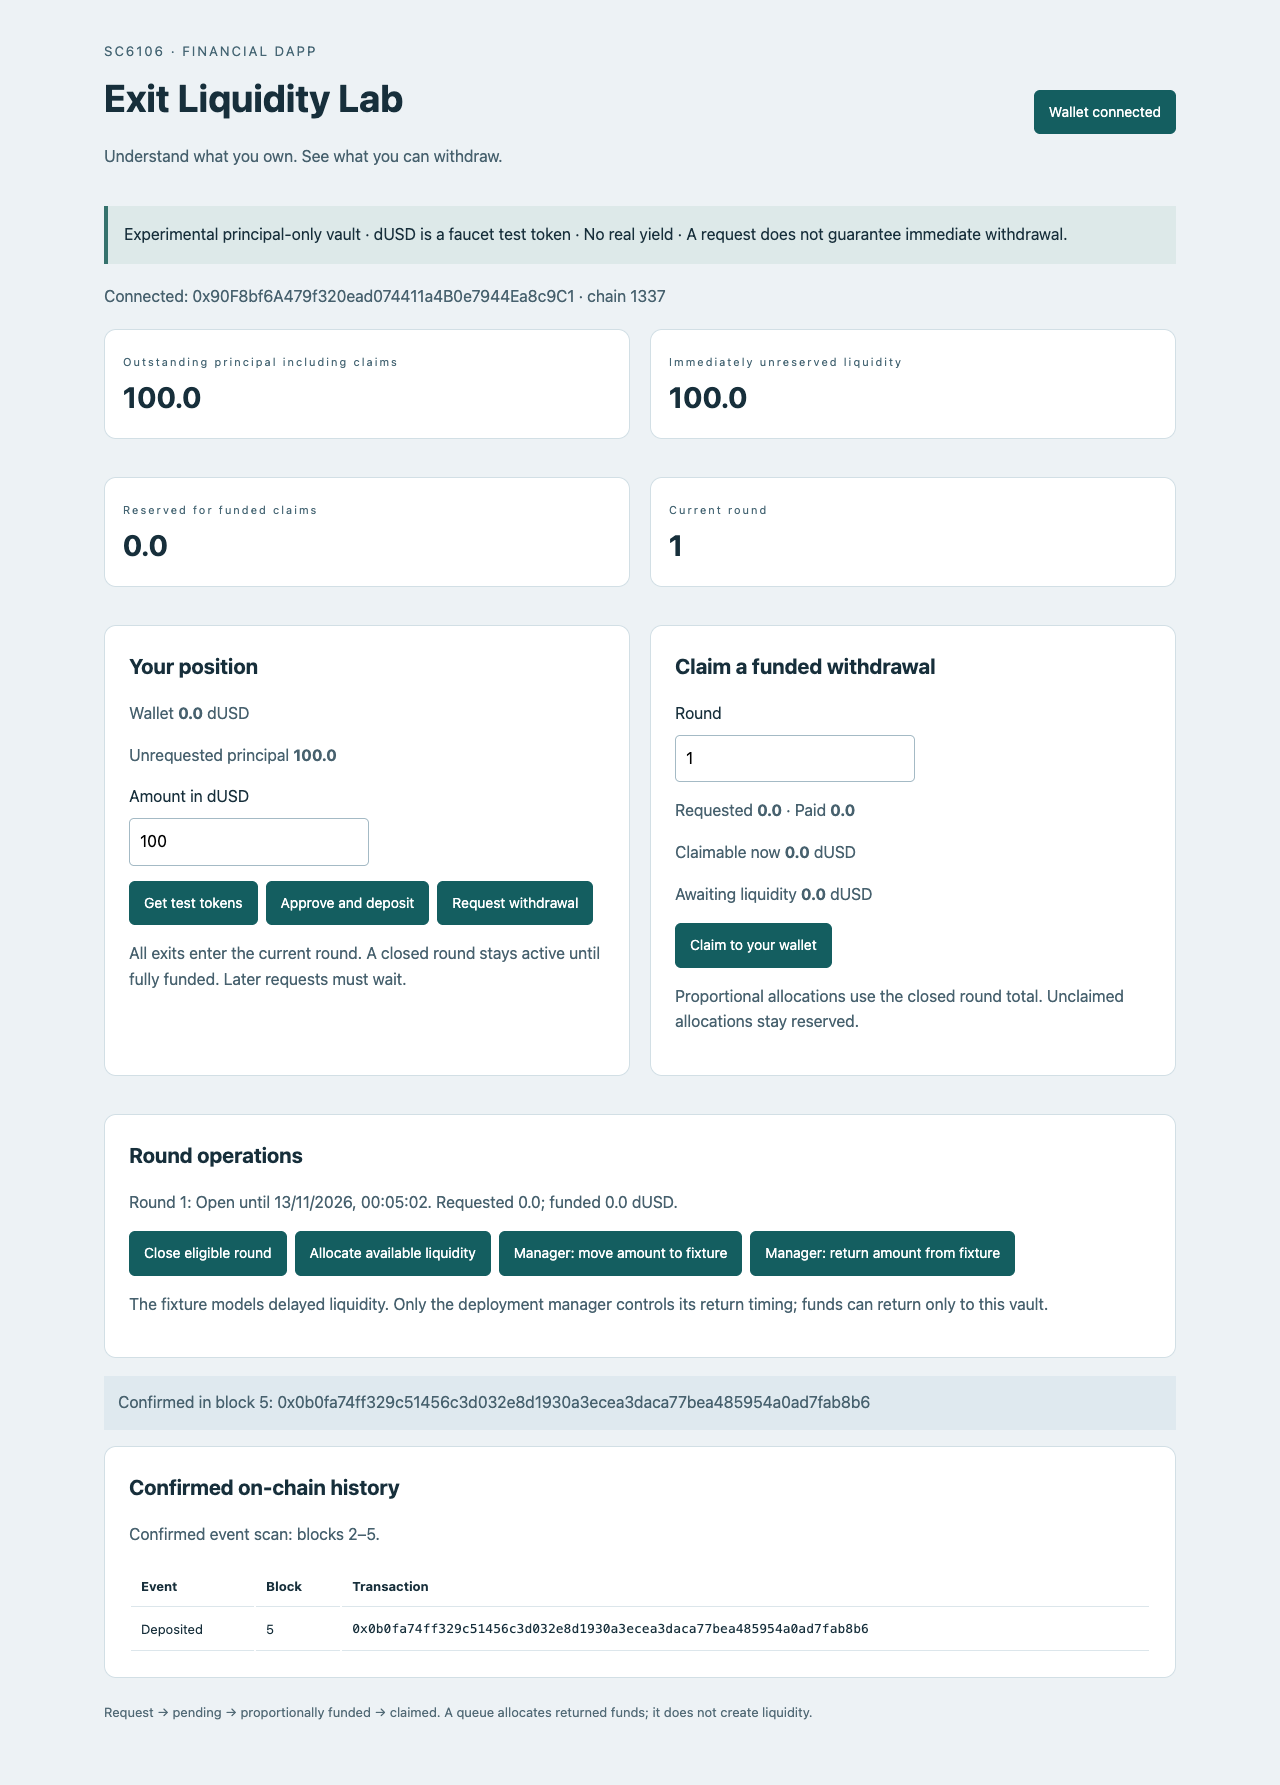 SC6106 · FINANCIAL DAPP
Exit Liquidity Lab
Wallet connected
Understand what you own. See what you can withdraw.
Experimental principal-only vault · dUSD is a faucet test token · No real yield · A request does not guarantee immediate withdrawal.
Connected: 0x90F8bf6A479f320ead074411a4B0e7944Ea8c9C1 · chain 1337
Outstanding principal including claims
100.0
Immediately unreserved liquidity
100.0
Reserved for funded claims
0.0
Current round
1
Your position
Wallet 0.0 dUSD
Unrequested principal 100.0
Amount in dUSD
100
Get test tokens
Approve and deposit
Request withdrawal
All exits enter the current round. A closed round stays active until
fully funded. Later requests must wait.
Claim a funded withdrawal
Round
1
Requested 0.0 · Paid 0.0
Claimable now 0.0 dUSD
Awaiting liquidity 0.0 dUSD
Claim to your wallet
Proportional allocations use the closed round total. Unclaimed
allocations stay reserved.
Round operations
Round 1: Open until 13/11/2026, 00:05:02. Requested 0.0; funded 0.0 dUSD.
Close eligible round
Allocate available liquidity
Manager: move amount to fixture
Manager: return amount from fixture
The fixture models delayed liquidity. Only the deployment manager controls its return timing; funds can return only to this vault.
Confirmed in block 5: 0x0b0fa74ff329c51456c3d032e8d1930a3ecea3daca77bea485954a0ad7fab8b6
Confirmed on-chain history
Confirmed event scan: blocks 2–5.
Event Block Transaction
Deposited 5 0x0b0fa74ff329c51456c3d032e8d1930a3ecea3daca77bea485954a0ad7fab8b6
Request → pending → proportionally funded → claimed. A queue allocates returned funds; it does not create liquidity.